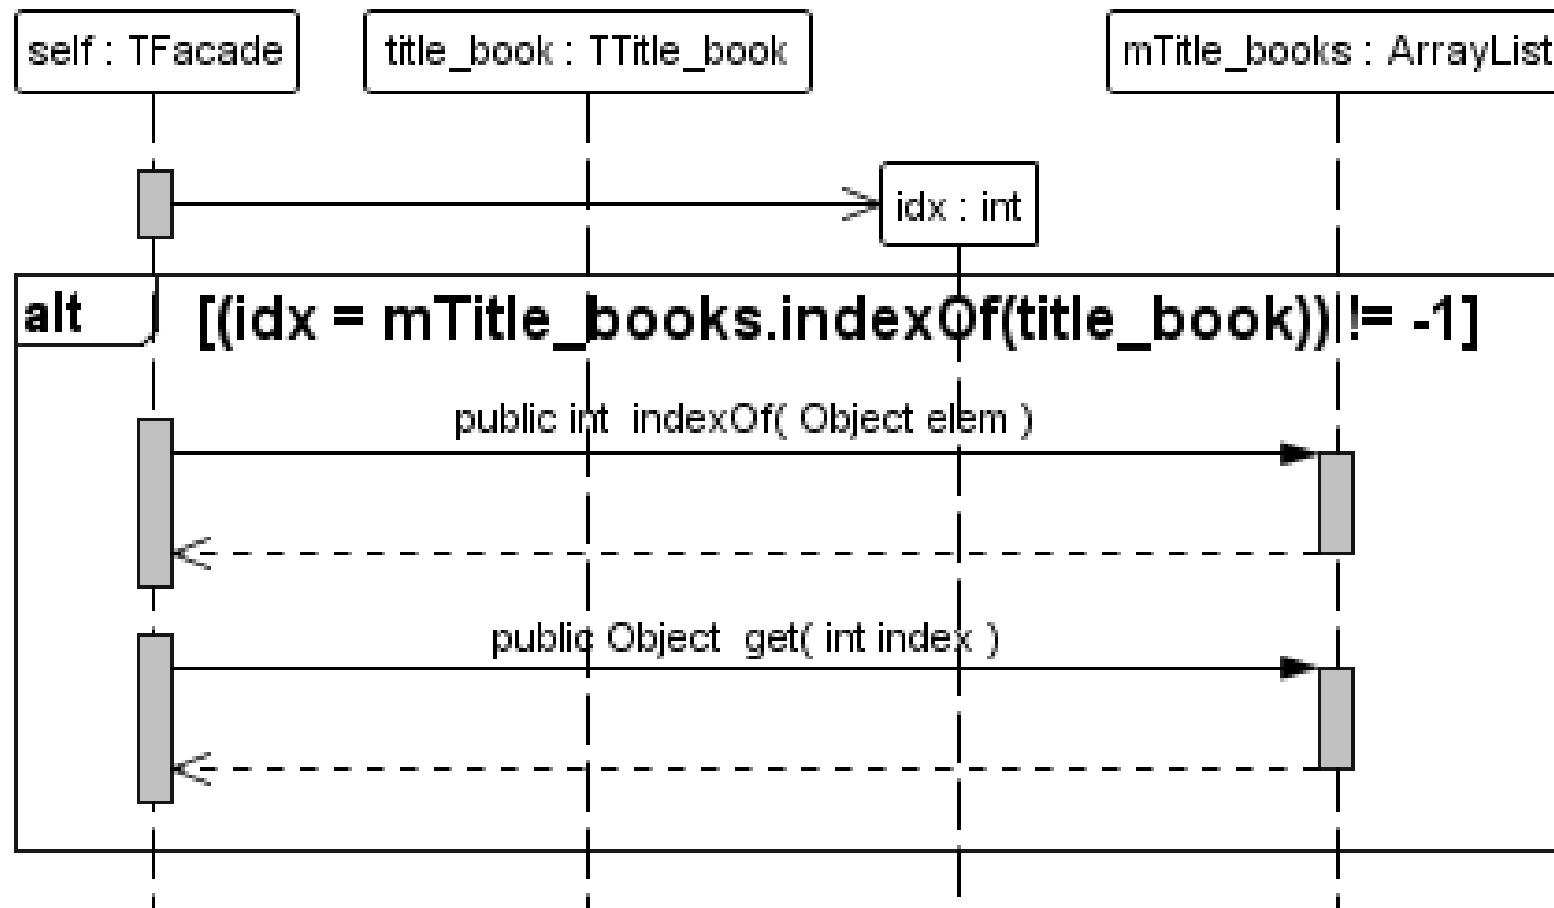 self : TFacade
title_book : TTitle_book
mTitle_books : ArrayList
idx : int
alt
[(idx = mTitle_books.indexOf(title_book)) != -1]
public int indexOf( Object elem )
public Object get( int index )